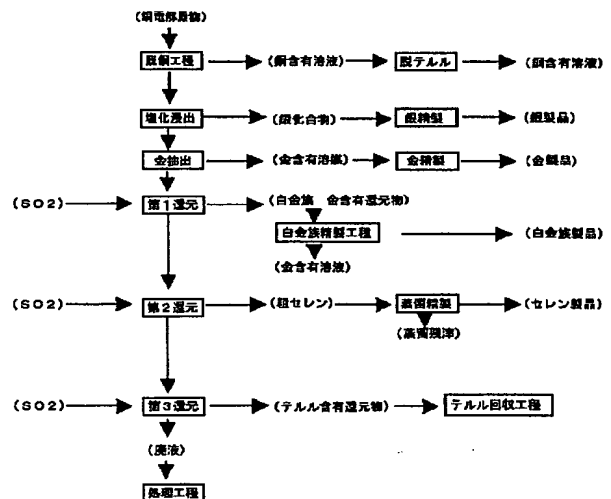 (銅電解殿物)
脱銅工程 (銅含有溶液) 脱テルル (銅含有溶液)
塩化浸出 (銀化合物) 銀精製 (銀製品)
金抽出 (金含有溶媒) 金精製 (金製品)
(SO2) 第1還元 (白金族 金含有還元物)
白金族精製工程 (白金族製品)
(金含有溶液)
(SO2) 第2還元 (粗セレン) 蒸留精製 (セレン製品)
(蒸留残渣)
(SO2) 第3還元 (テルル含有還元物) テルル回収工程
(廃液)
処理工程